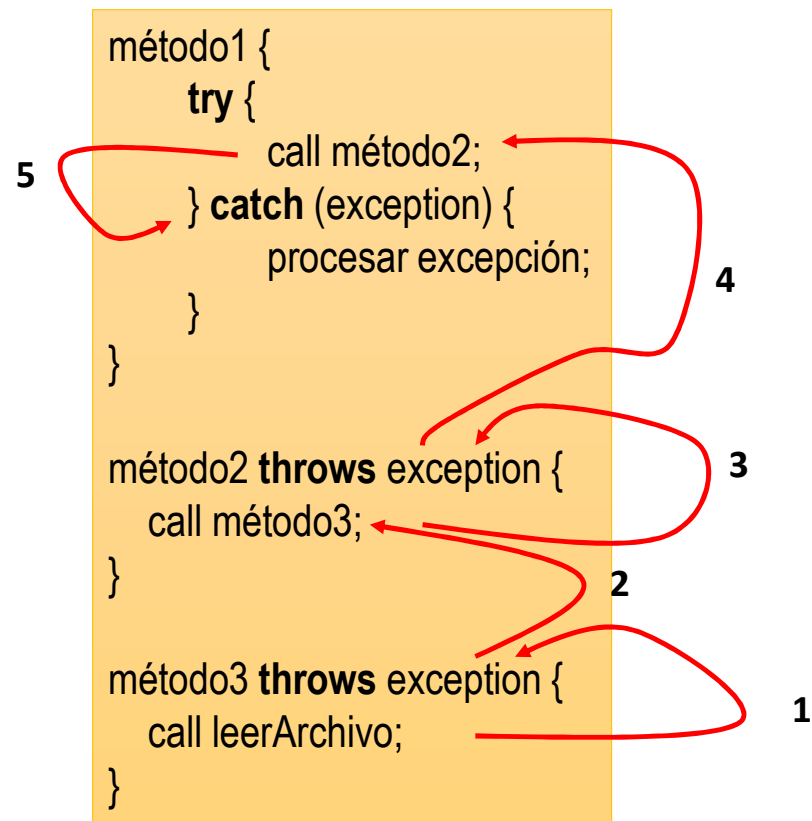 método1 {
try {
call método2;
5
} catch (exception) {
procesar excepción;
4
}
}
método2 throws exception {
3
call método3;
}
2
método3 throws exception {
1
call leerArchivo;
}